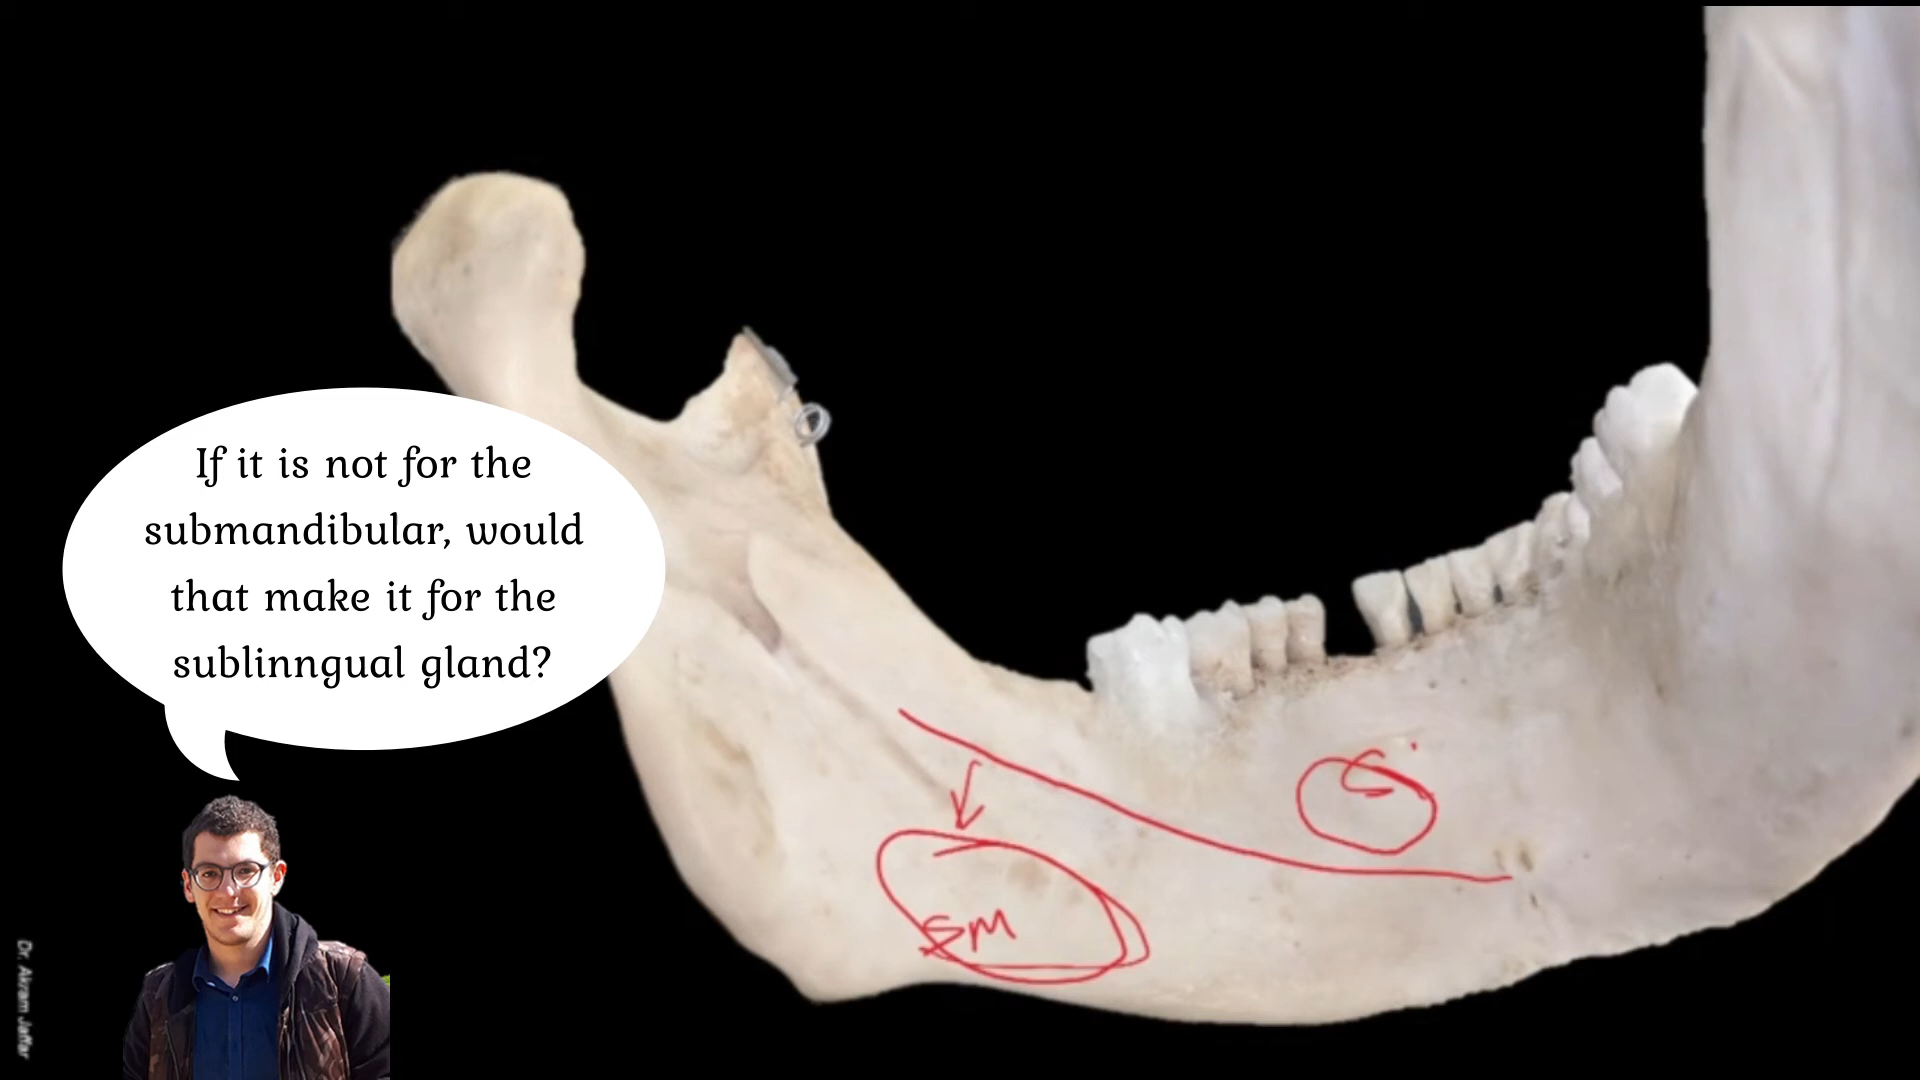 If it is not for the
submandibular, would
that make it for the
sublinngual gland?
S
SM
Dr. Akram Jaffar